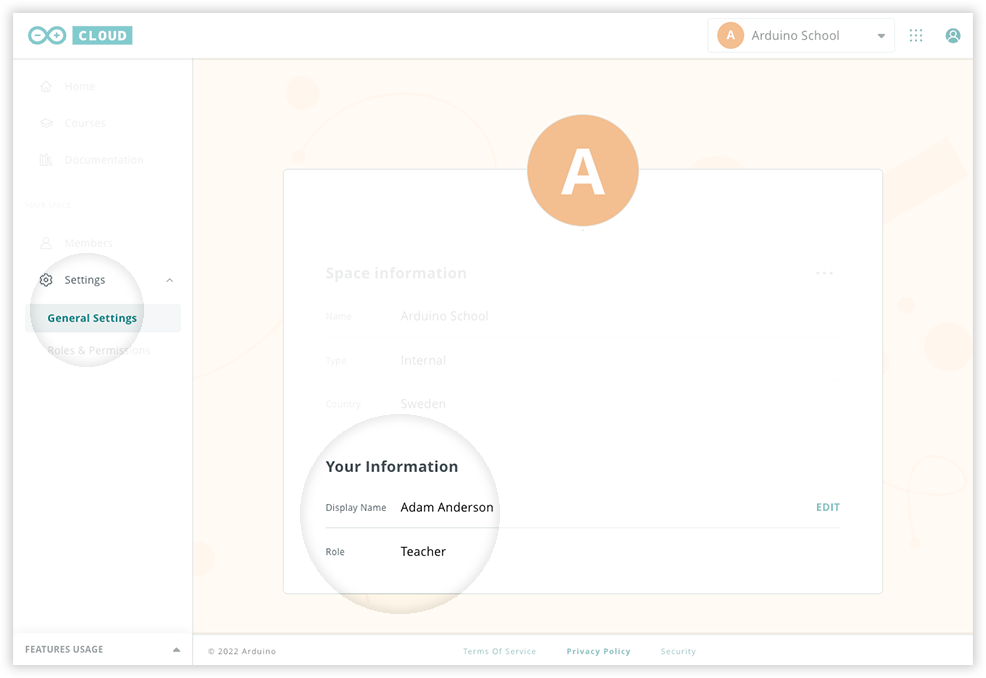 CLOUD
A Arduino School
Home
Courses
Documentation
YOUR SPACE
Members
Settings
General Settings
Roles & Permissions
FEATURES USAGE
A
Space information
Name Arduino School
Type Internal
Country Sweden
Your Information
Display Name Adam Anderson EDIT
Role Teacher
© 2022 Arduino Terms Of Service Privacy Policy Security